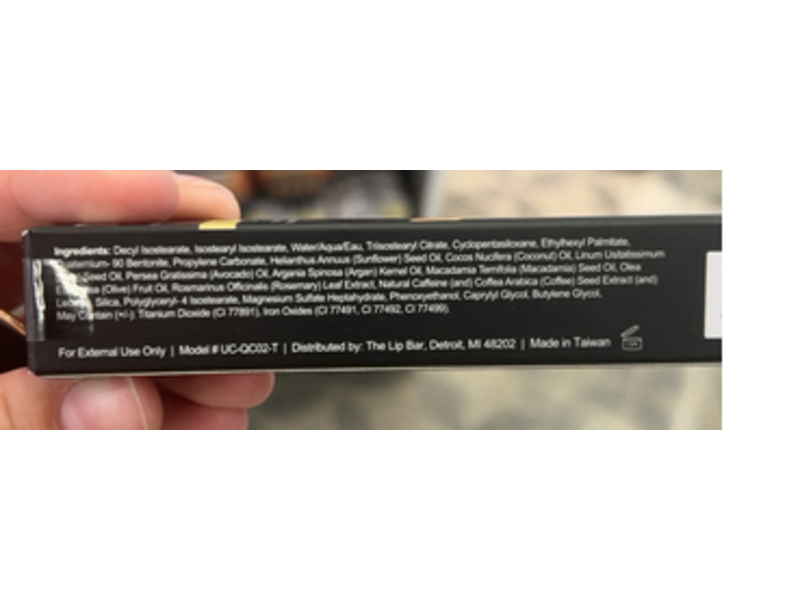 Ingredients: Decyl Isostearate, Isostearyl Isostearate, Water/Aqua/Eau, Triisostearyl Citrate, Cyclopentasiloxane, Ethylhexyl Palmitate,
90 Bentonite, Propylene Carbonate, Helianthus Annuus (Sunflower) Seed Oil, Cocos Nucifera (Coconut) Oil, Linum Usitatissimum
Seed Oil, Persea Gratissima (Avocado) Oil, Argania Spinosa (Argan) Kernel Oil, Macadamia Ternifolia (Macadamia) Seed Oil, Olea
(Olive) Fruit Oil, Rosmarinus Officinalis (Rosemary) Leaf Extract, Natural Caffeine (and) Coffea Arabica (Coffee) Seed Extract (and)
Silica, Polyglyceryl- 4 Isostearate, Magnesium Sulfate Heptahydrate, Phenoxyethanol, Caprylyl Glycol, Butylene Glycol,
May Contain (+/-): Titanium Dioxide (CI 77891), Iron Oxides (CI 77491, CI 77492, CI 77499).
For External Use Only | Model # UC-QC02-T | Distributed by: The Lip Bar, Detroit, MI 48202 | Made in Taiwan